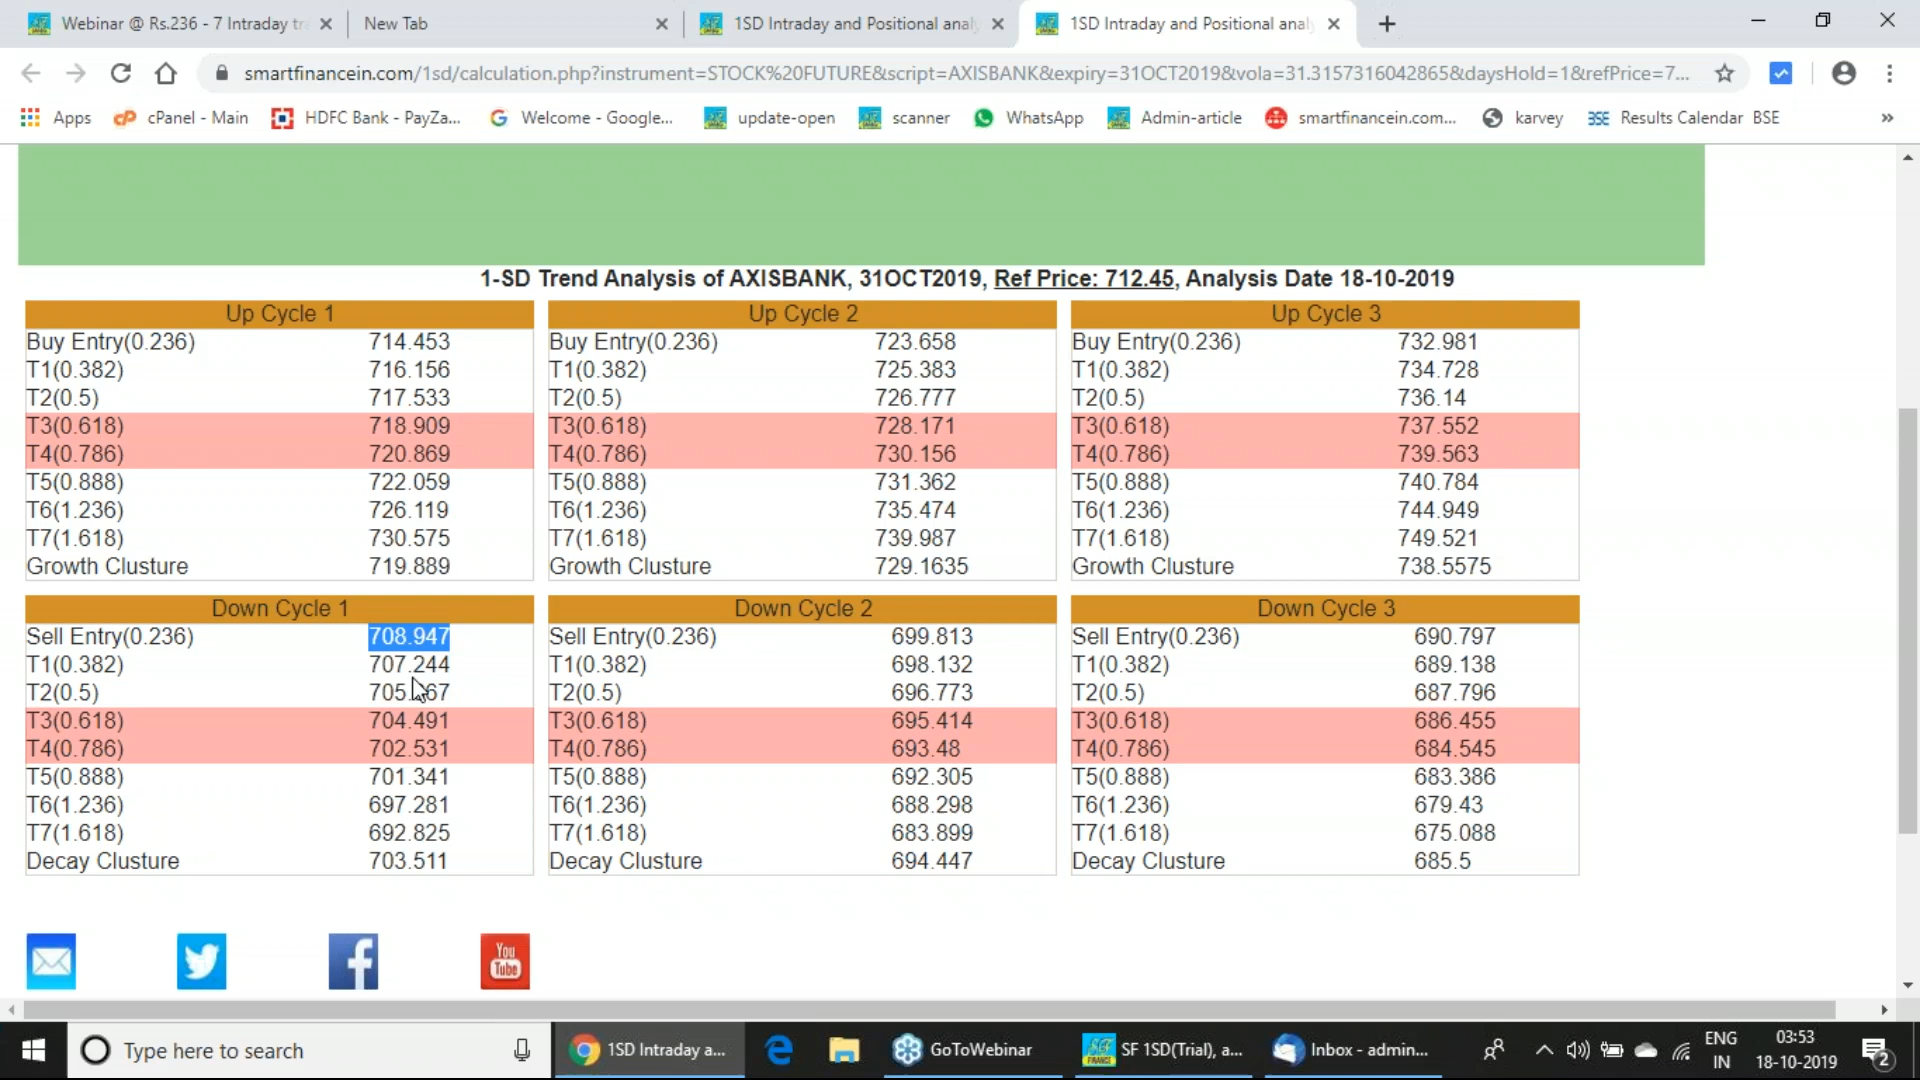 Webinar @ Rs.236 - 7 Intraday tr
New Tab
1SD Intraday and Positional analy
1SD Intraday and Positional analy
smartfinancein.com/1sd/calculation.php?instrument=STOCK%20FUTURE&script=AXISBANK&expiry=31OCT2019&vola=31.3157316042865&daysHold=1&refPrice=7...
Apps cPanel - Main HDFC Bank - PayZa... Welcome - Google... update-open scanner WhatsApp Admin-article smartfinancein.com... karvey BSE Results Calendar BSE »
1-SD Trend Analysis of AXISBANK, 31OCT2019, Ref Price: 712.45, Analysis Date 18-10-2019
Up Cycle 1
Buy Entry(0.236) 714.453
T1(0.382) 716.156
T2(0.5) 717.533
T3(0.618) 718.909
T4(0.786) 720.869
T5(0.888) 722.059
T6(1.236) 726.119
T7(1.618) 730.575
Growth Clusture 719.889
Up Cycle 2
Buy Entry(0.236) 723.658
T1(0.382) 725.383
T2(0.5) 726.777
T3(0.618) 728.171
T4(0.786) 730.156
T5(0.888) 731.362
T6(1.236) 735.474
T7(1.618) 739.987
Growth Clusture 729.1635
Up Cycle 3
Buy Entry(0.236) 732.981
T1(0.382) 734.728
T2(0.5) 736.14
T3(0.618) 737.552
T4(0.786) 739.563
T5(0.888) 740.784
T6(1.236) 744.949
T7(1.618) 749.521
Growth Clusture 738.5575
Down Cycle 1
Sell Entry(0.236) 708.947
T1(0.382) 707.244
T2(0.5)
T3(0.618) 704.491
T4(0.786) 702.531
T5(0.888) 701.341
T6(1.236) 697.281
T7(1.618) 692.825
Decay Clusture 703.511
Down Cycle 2
Sell Entry(0.236) 699.813
T1(0.382) 698.132
T2(0.5) 696.773
T3(0.618) 695.414
T4(0.786) 693.48
T5(0.888) 692.305
T6(1.236) 688.298
T7(1.618) 683.899
Decay Clusture 694.447
Down Cycle 3
Sell Entry(0.236) 690.797
T1(0.382) 689.138
T2(0.5) 687.796
T3(0.618) 686.455
T4(0.786) 684.545
T5(0.888) 683.386
T6(1.236) 679.43
T7(1.618) 675.088
Decay Clusture 685.5
You
Tube
Type here to search
1SD Intraday a...
GoToWebinar
SF 1SD(Trial), a...
Inbox - admin...
ENG
IN
03:53
18-10-2019
2